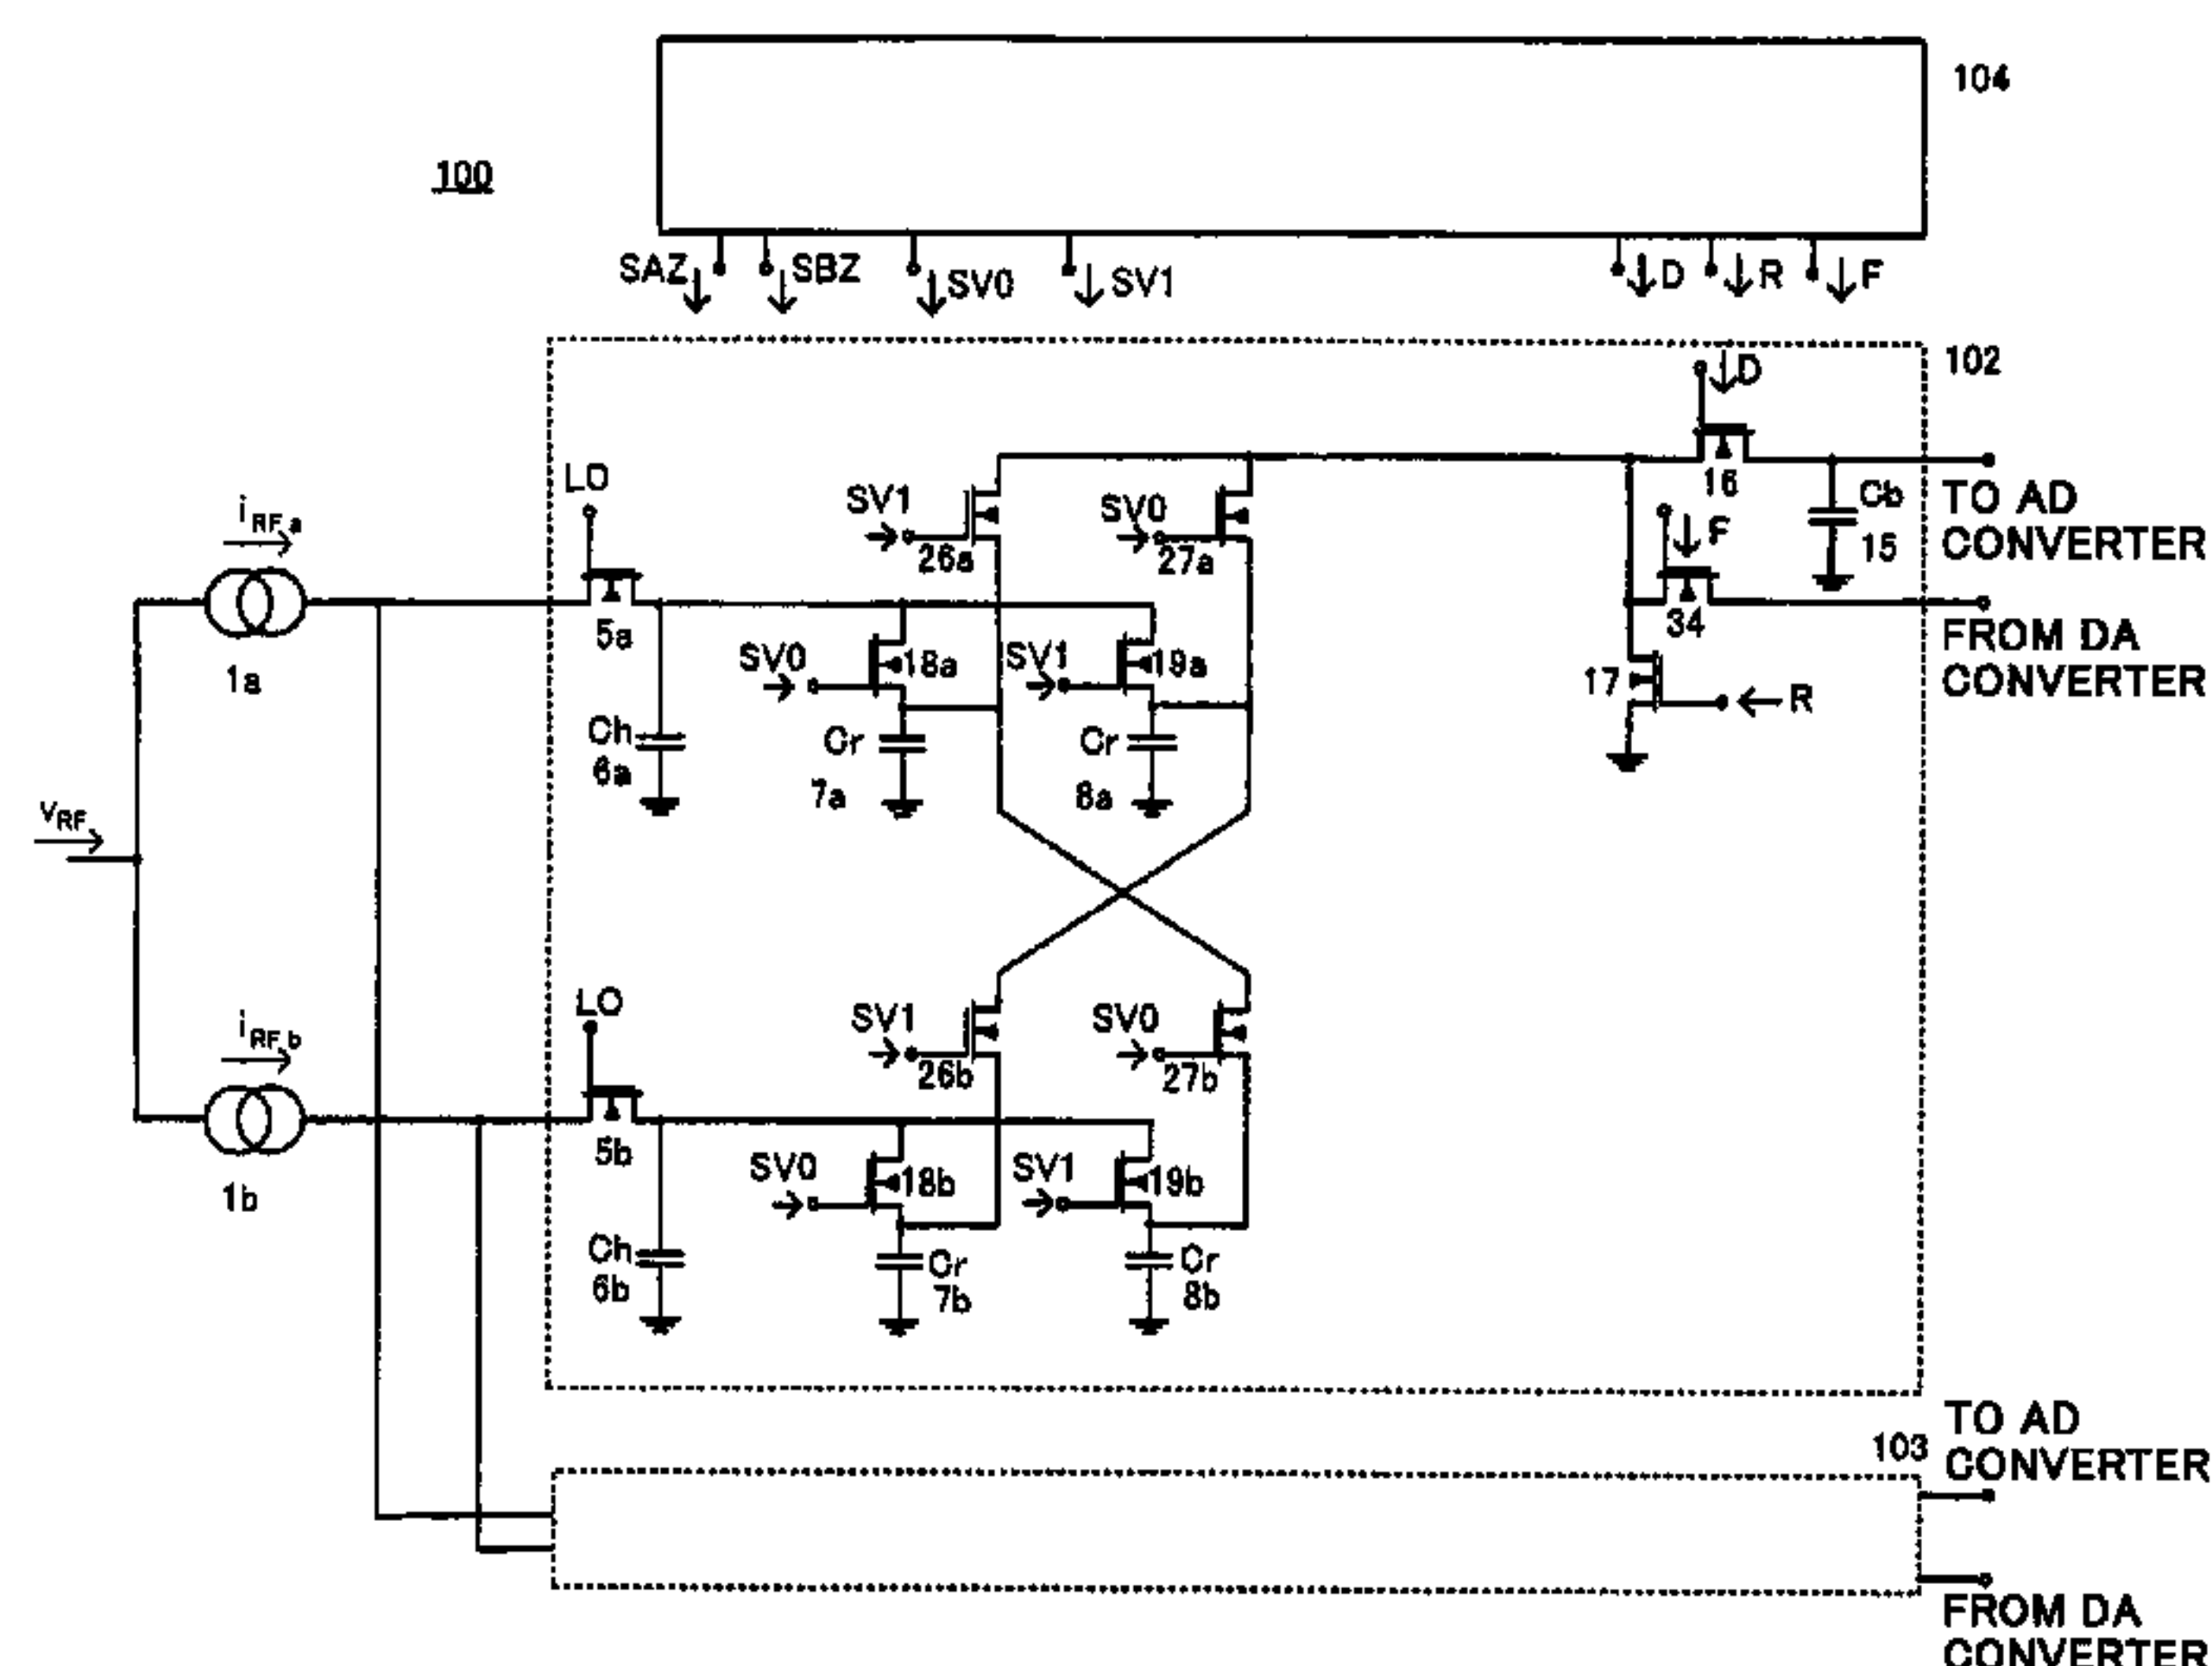 104
100
SAZ
SBZ
SV0
SV1
D
R
F
102
D
LO
SV1
SV0
16
Cb
TO AD
CONVERTER
i RF a
26a
27a
F
15
5a
34
FROM DA
CONVERTER
1a
SV0
18a
SV1
19a
17
R
Ch
6a
Cr
7a
Cr
8a
VRF
LO
SV1
SV0
i RF b
26b
27b
5b
SV0
18b
SV1
19b
1b
Ch
6b
Cr
7b
Cr
8b
TO AD
CONVERTER
103
FROM DA
CONVERTER